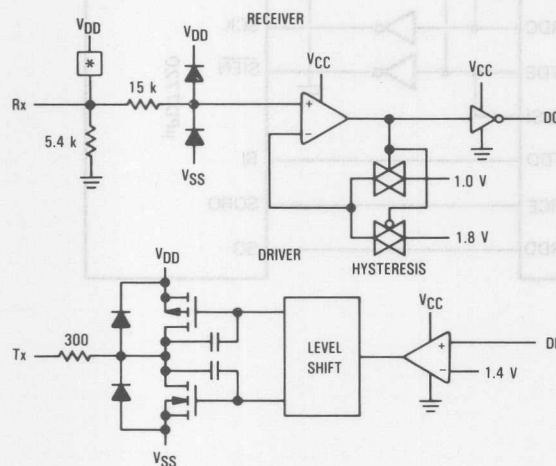 RECEIVER
VDD
*
VDD
VCC
VCC
Rx
15 k
5.4 k
VSS
1.0 V
1.8 V
HYSTERESIS
DRIVER
VDD
VCC
300
Tx
LEVEL
SHIFT
1.4 V
VSS